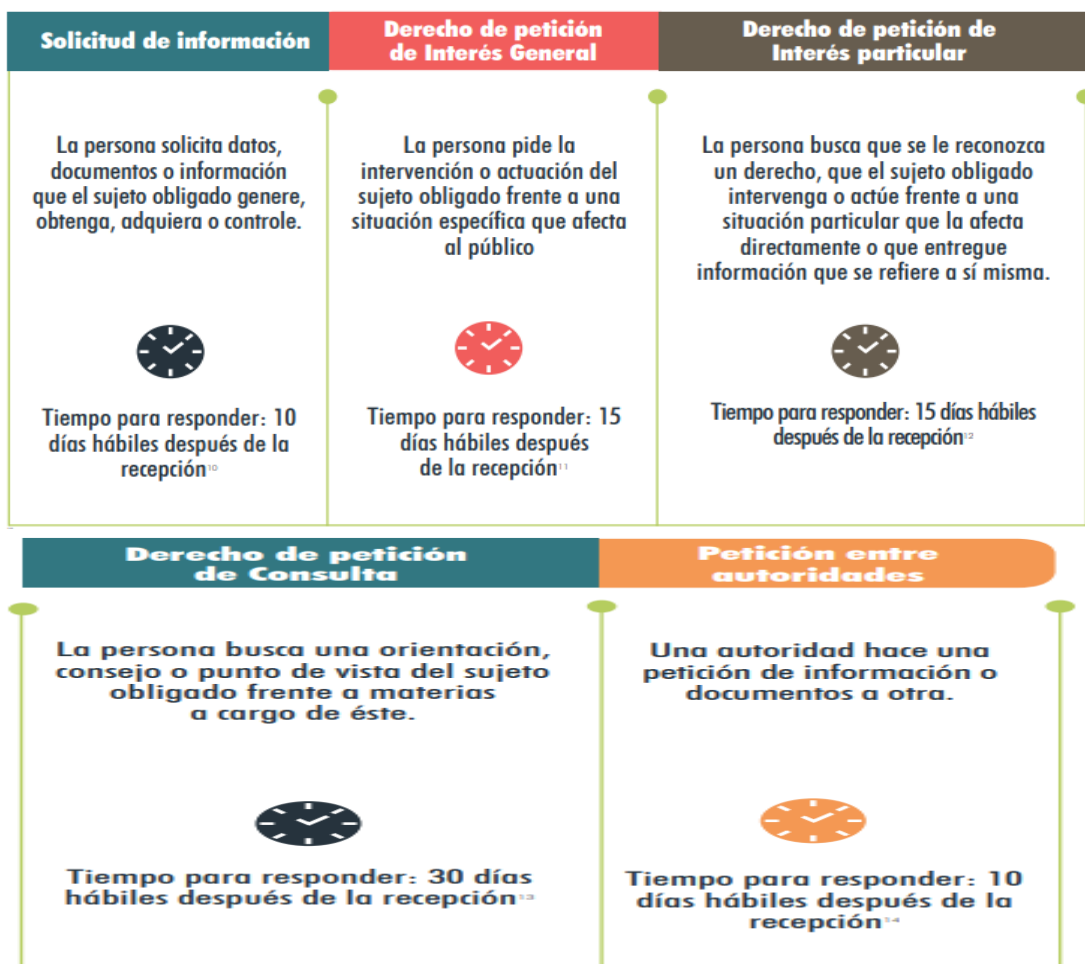 Solicitud de información
Derecho de petición
de Interés General
Derecho de petición de
Interés particular
La persona solicita datos,
documentos o información
que el sujeto obligado genere,
obtenga, adquiera o controle.
La persona pide la
intervención o actuación del
sujeto obligado frente a una
situación específica que afecta
al público
La persona busca que se le reconozca
un derecho, que el sujeto obligado
intervenga o actúe frente a una
situación particular que la afecta
directamente o que entregue
información que se refiere a sí misma.
Tiempo para responder: 10
días hábiles después de la
recepción¹⁰
Tiempo para responder: 15
días hábiles después
de la recepción¹¹
Tiempo para responder: 15 días hábiles
después de la recepción¹²
Derecho de petición
de Consulta
Petición entre
autoridades
La persona busca una orientación,
consejo o punto de vista del sujeto
obligado frente a materias
a cargo de éste.
Una autoridad hace una
petición de información o
documentos a otra.
Tiempo para responder: 30 días
hábiles después de la recepción¹³
Tiempo para responder: 10
días hábiles después de la
recepción¹⁴